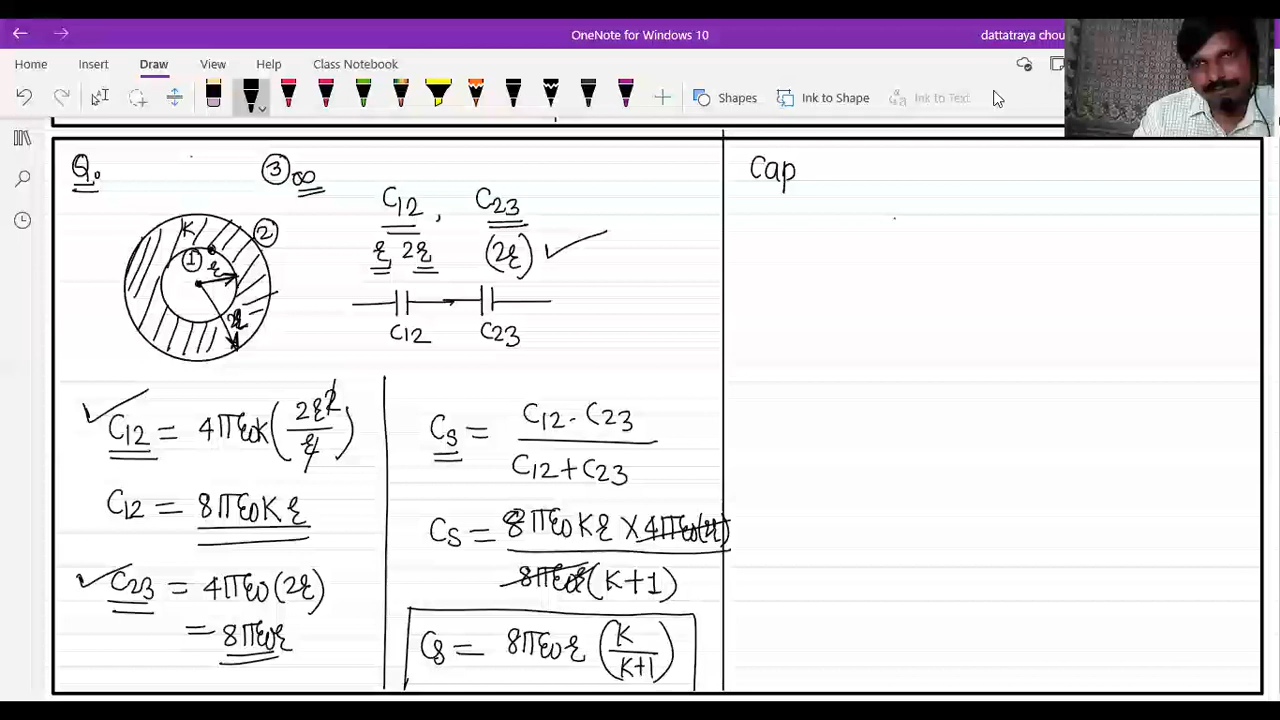 OneNote for Windows 10
dattatraya chou
Home Insert Draw View Help Class Notebook
Shapes Ink to Shape Ink to Text
Q.
③ ∞
C12 , C23
r 2r (2r)
K
②
①
r
2r
C12 C23
C12 = 4πε0K(2r²/r)
C12 = 8πε0Kr
C23 = 4πε0(2r)
= 8πε0r
Cs = C12 . C23 / C12 + C23
Cs = 8πε0Kr × 4πε0(2r) / 8πε0r(K+1)
Cs = 8πε0r (K/K+1)
Cap